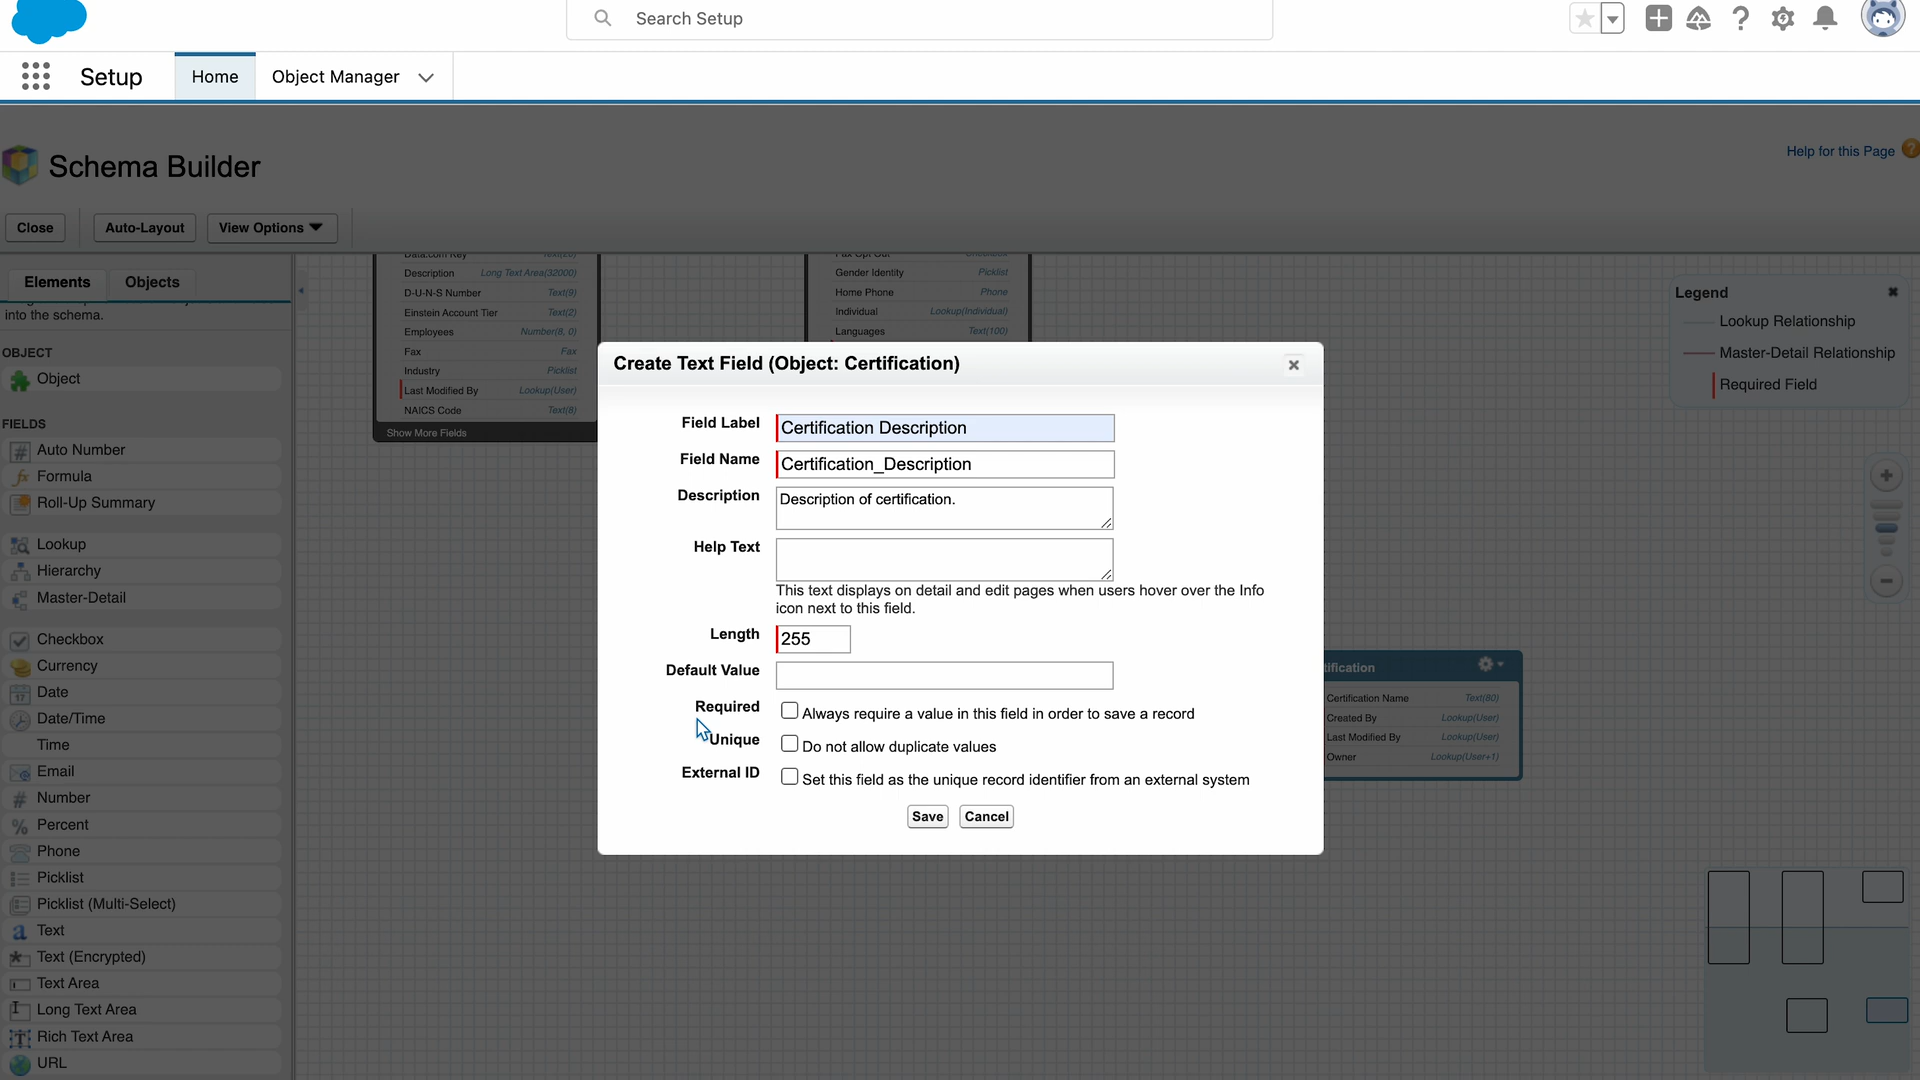 Search Setup
Setup
Home
Object Manager
Schema Builder
Help for this Page
Close
Auto-Layout
View Options
Elements
Objects
into the schema.
OBJECT
Object
FIELDS
Auto Number
Formula
Roll-Up Summary
Lookup
Hierarchy
Master-Detail
Checkbox
Currency
Date
Date/Time
Time
Email
Number
Percent
Phone
Picklist
Picklist (Multi-Select)
Text
Text (Encrypted)
Text Area
Long Text Area
Rich Text Area
URL
Description Long Text Area(32000)
D-U-N-S Number Text(9)
Einstein Account Tier Text(2)
Employees Number(8, 0)
Fax Fax
Industry Picklist
Last Modified By Lookup(User)
NAICS Code Text(8)
Show More Fields
Gender Identity Picklist
Home Phone Phone
Individual Lookup(Individual)
Languages Text(100)
Legend
Lookup Relationship
Master-Detail Relationship
Required Field
Create Text Field (Object: Certification)
Field Label Certification Description
Field Name Certification_Description
Description Description of certification.
Help Text
This text displays on detail and edit pages when users hover over the Info
icon next to this field.
Length 255
Default Value
Required Always require a value in this field in order to save a record
Unique Do not allow duplicate values
External ID Set this field as the unique record identifier from an external system
Save Cancel
tification
Certification Name Text(80)
Created By Lookup(User)
Last Modified By Lookup(User)
Owner Lookup(User+1)